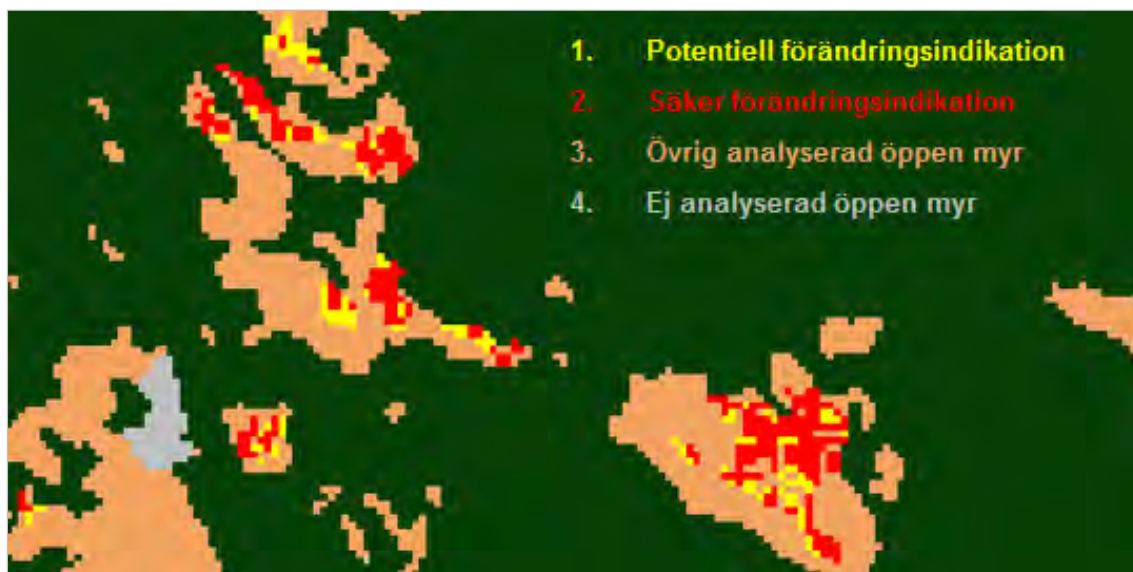 1. Potentiell förändringsindikation
2. Säker förändringsindikation
3. Övrig analyserad öppen myr
4. Ej analyserad öppen myr